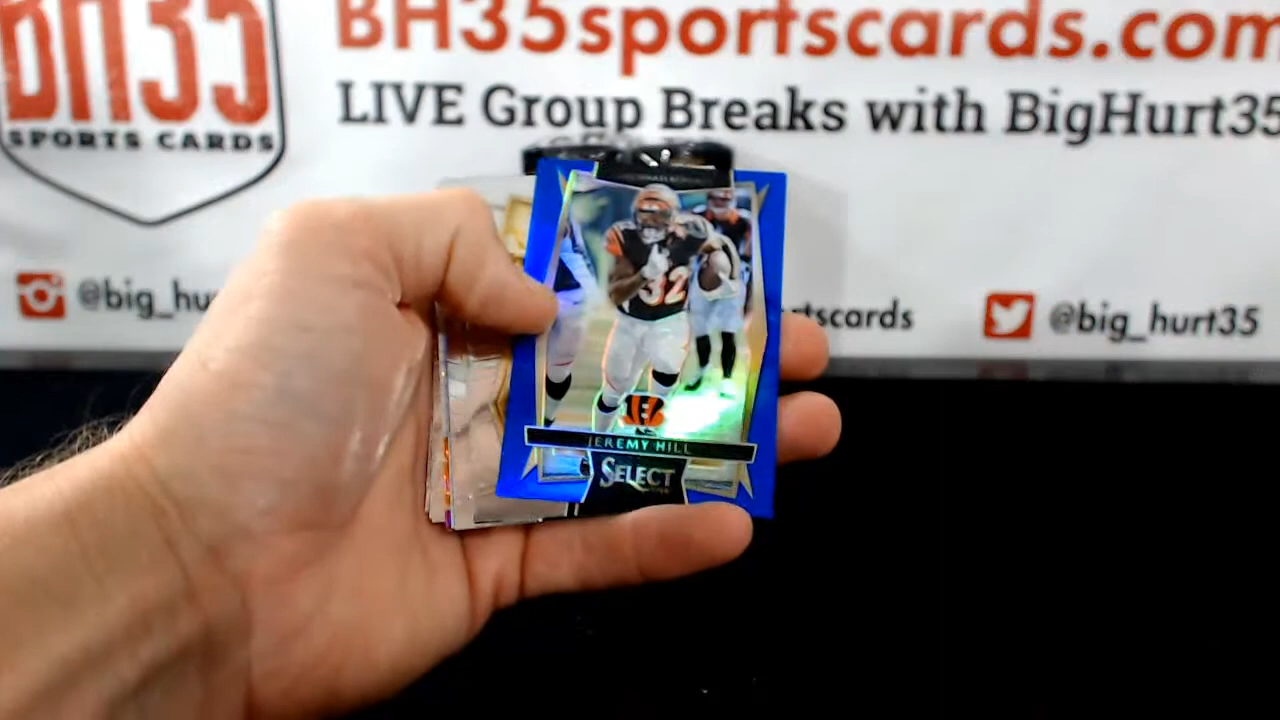 BH35
SPORTS CARDS
BH35sportscards.com
LIVE Group Breaks with BigHurt35
@big_hu
rtscards
@big_hurt35
32
JEREMY HILL
SELECT